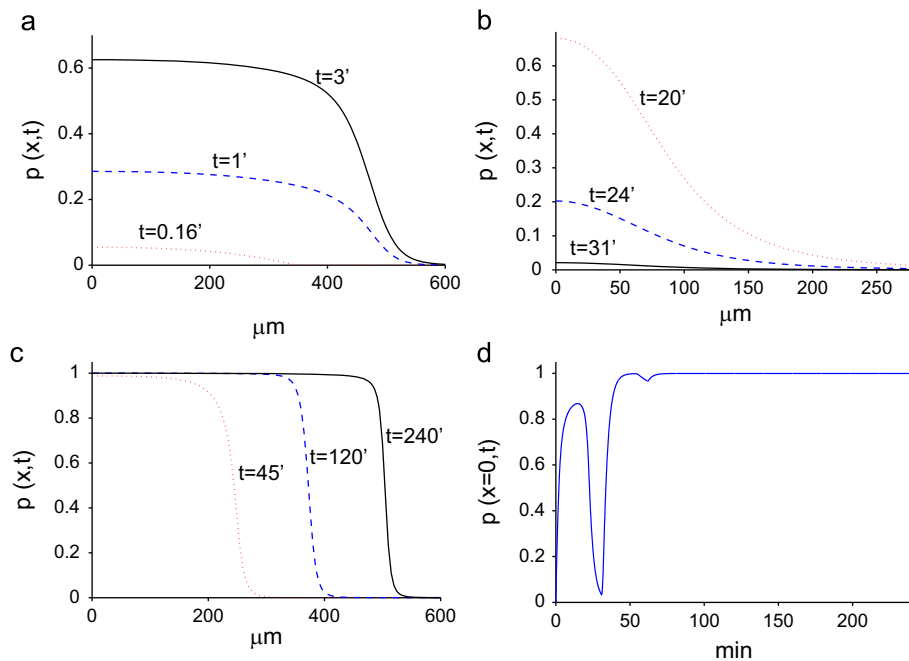 a
p (x,t)
0.6
0.4
0.2
0
t=3'
t=1'
t=0.16'
0 200 400 600
μm
b
p (x,t)
0.6
0.5
0.4
0.3
0.2
0.1
0
t=20'
t=24'
t=31'
0 50 100 150 200 250
μm
c
p (x,t)
1
0.8
0.6
0.4
0.2
0
t=45'
t=120'
t=240'
0 200 400 600
μm
d
p (x=0,t)
1
0.8
0.6
0.4
0.2
0
0 50 100 150 200
min